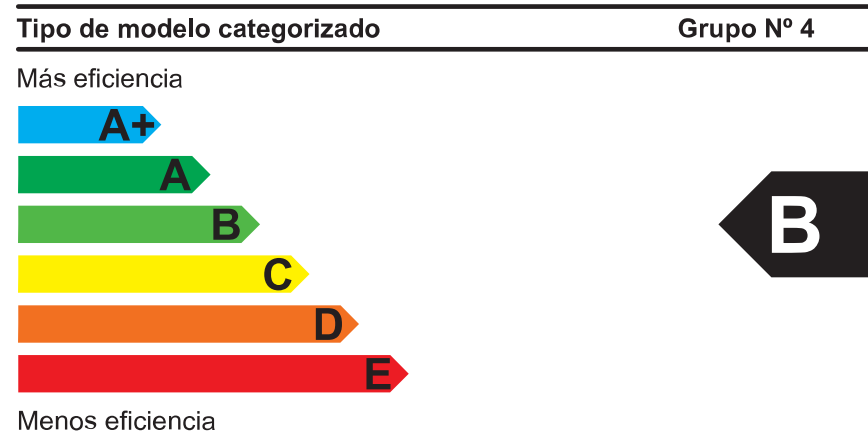 Tipo de modelo categorizado Grupo Nº 4
Más eficiencia
A+
A
B
B
C
D
E
Menos eficiencia